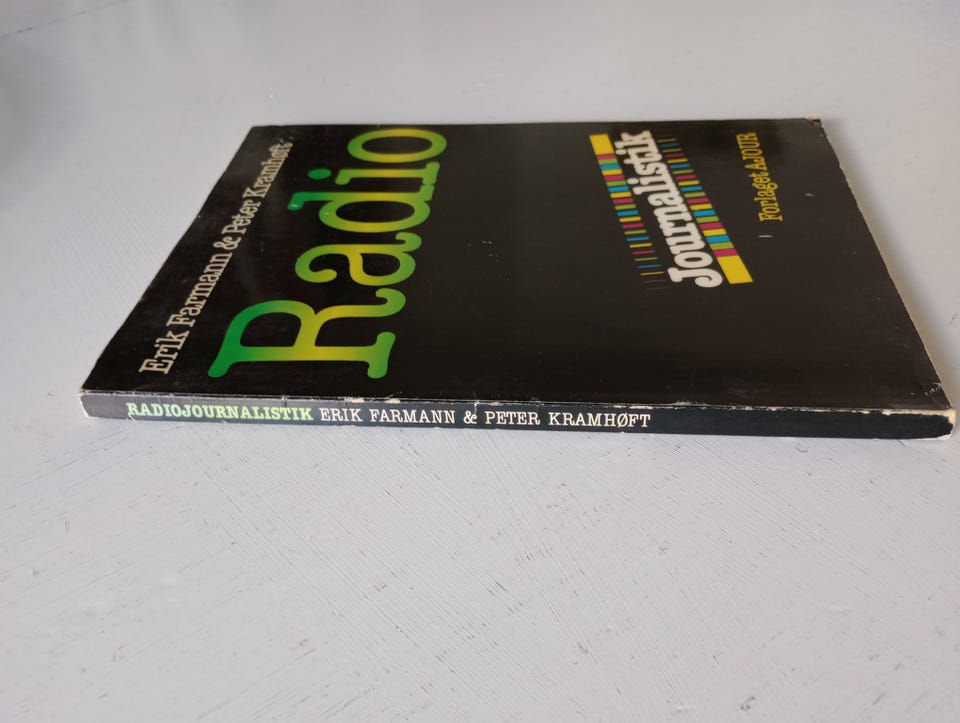 Erik Farmann & Peter Kramhøft
Radio
Journalistik
Forlaget AJOUR
RADIOJOURNALISTIK ERIK FARMANN & PETER KRAMHØFT